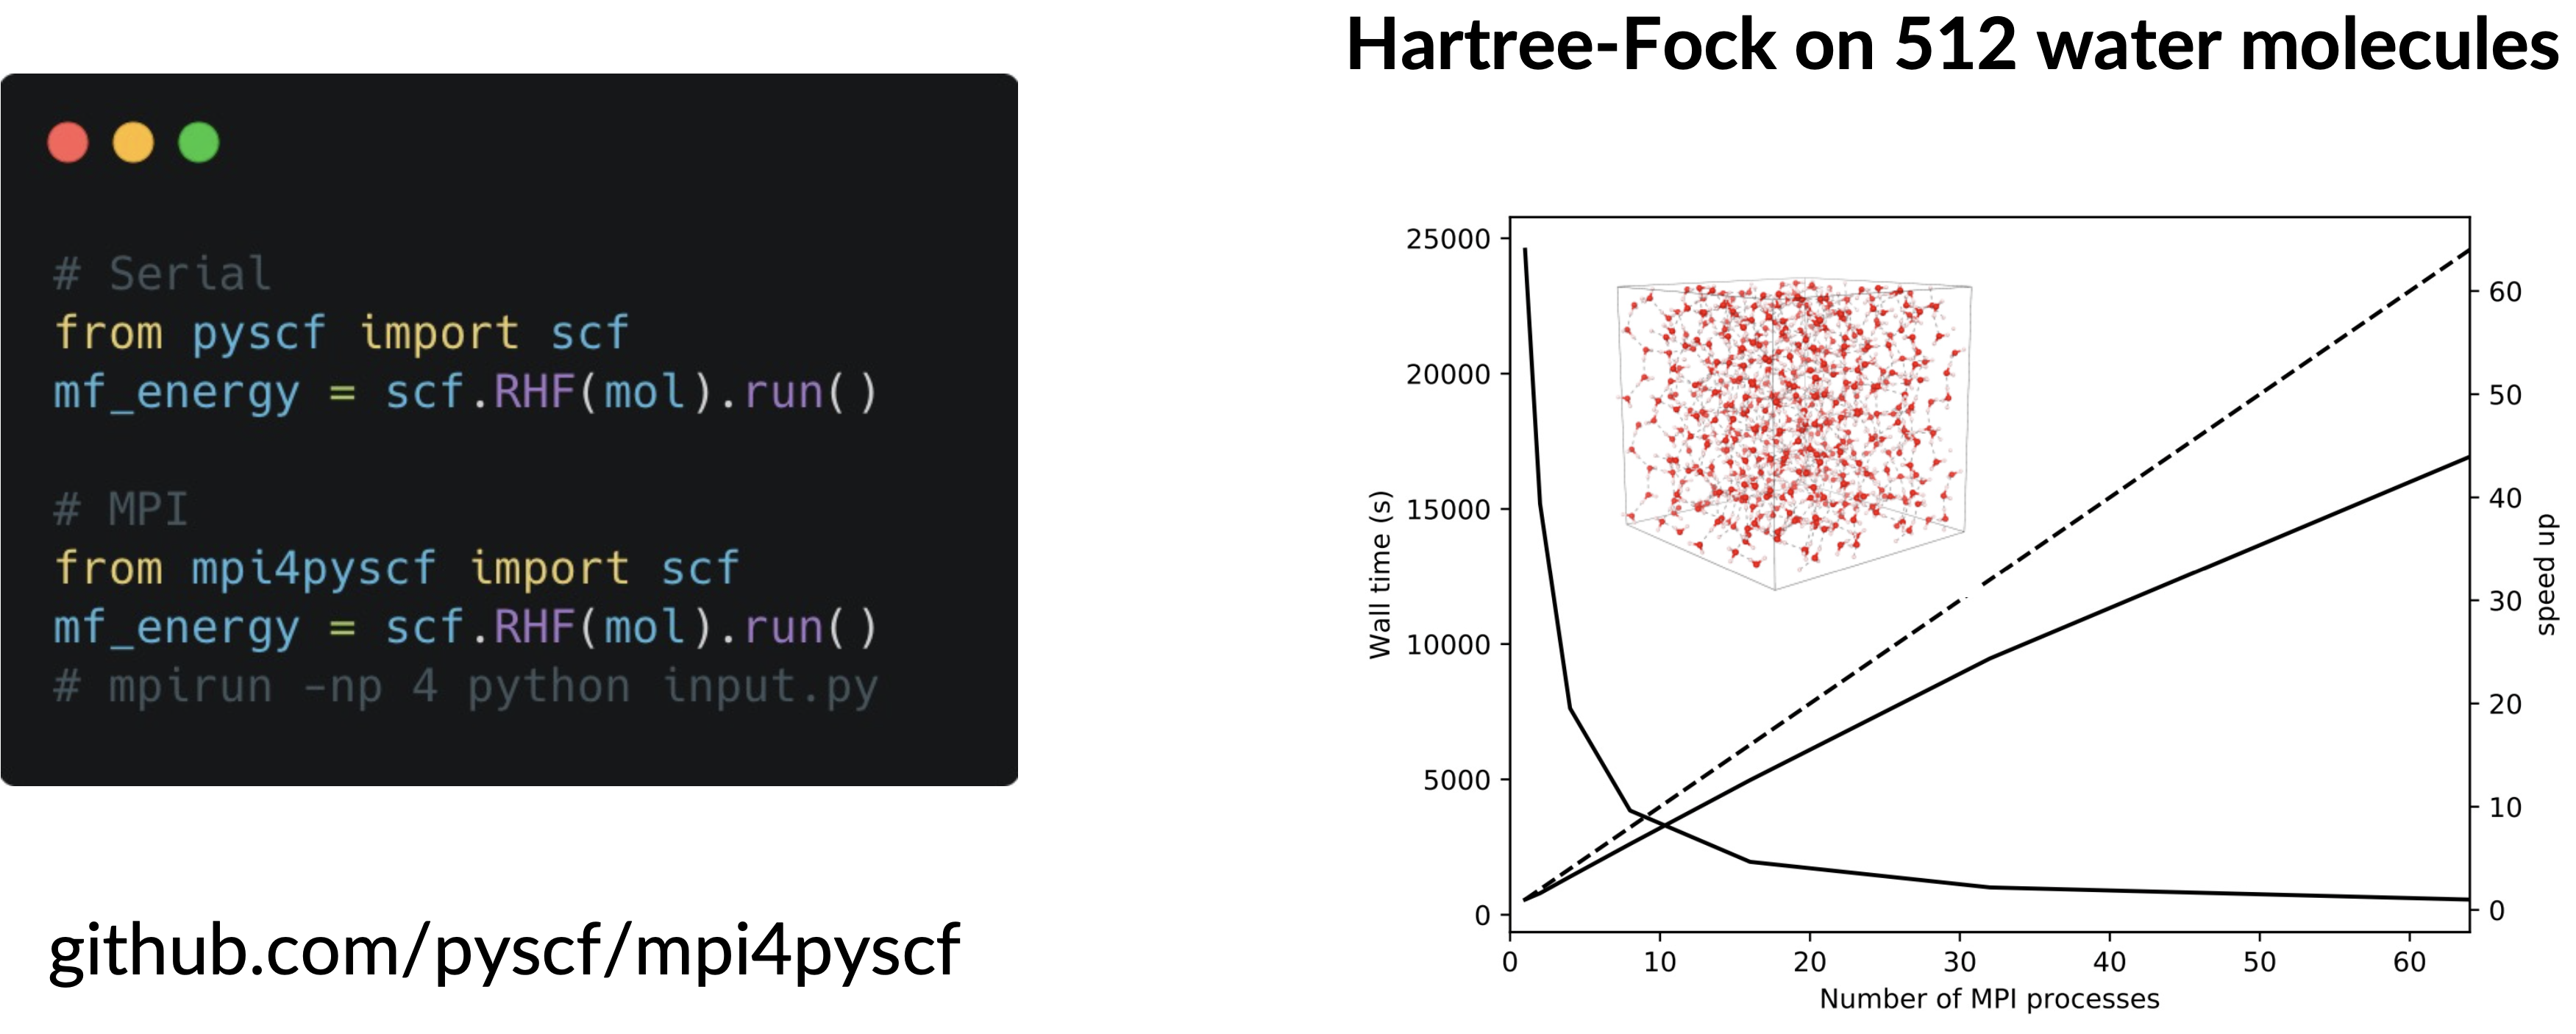 # Serial
from pyscf import scf
mf_energy = scf.RHF(mol).run()
# MPI
from mpi4pyscf import scf
mf_energy = scf.RHF(mol).run()
# mpirun -np 4 python input.py
github.com/pyscf/mpi4pyscf
Hartree-Fock on 512 water molecules
25000
20000
15000
10000
5000
0
Wall time (s)
60
50
40
30
20
10
0
speed up
0 10 20 30 40 50 60
Number of MPI processes